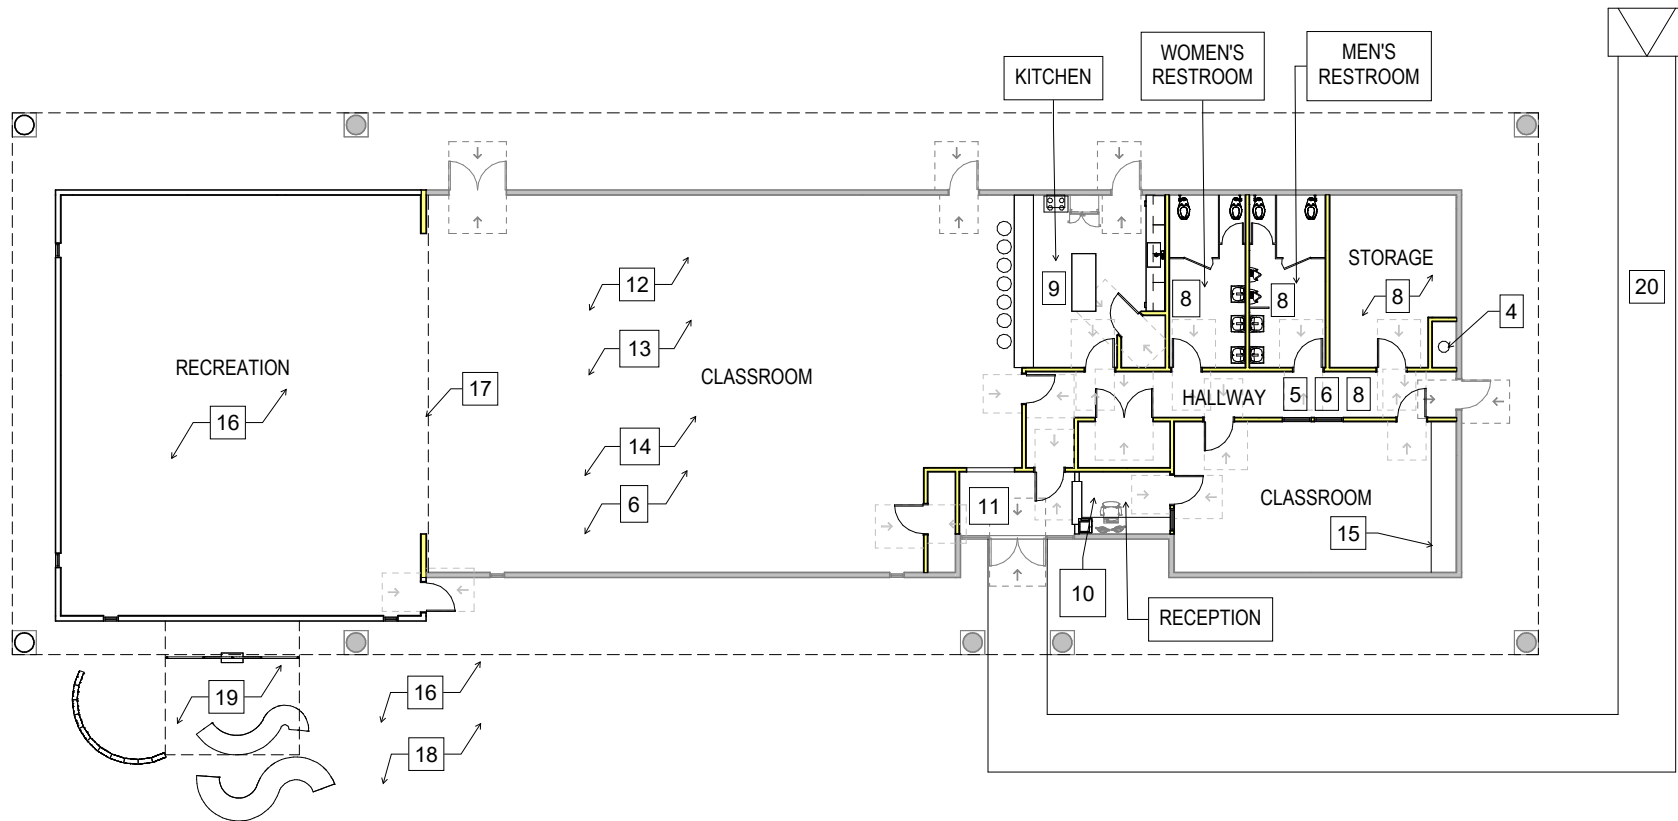 WOMEN'S
RESTROOM
MEN'S
RESTROOM
KITCHEN
12
9
8
8
STORAGE
8
20
4
13
RECREATION
CLASSROOM
17
HALLWAY
5
6
8
16
14
6
11
CLASSROOM
15
10
RECEPTION
19
16
18